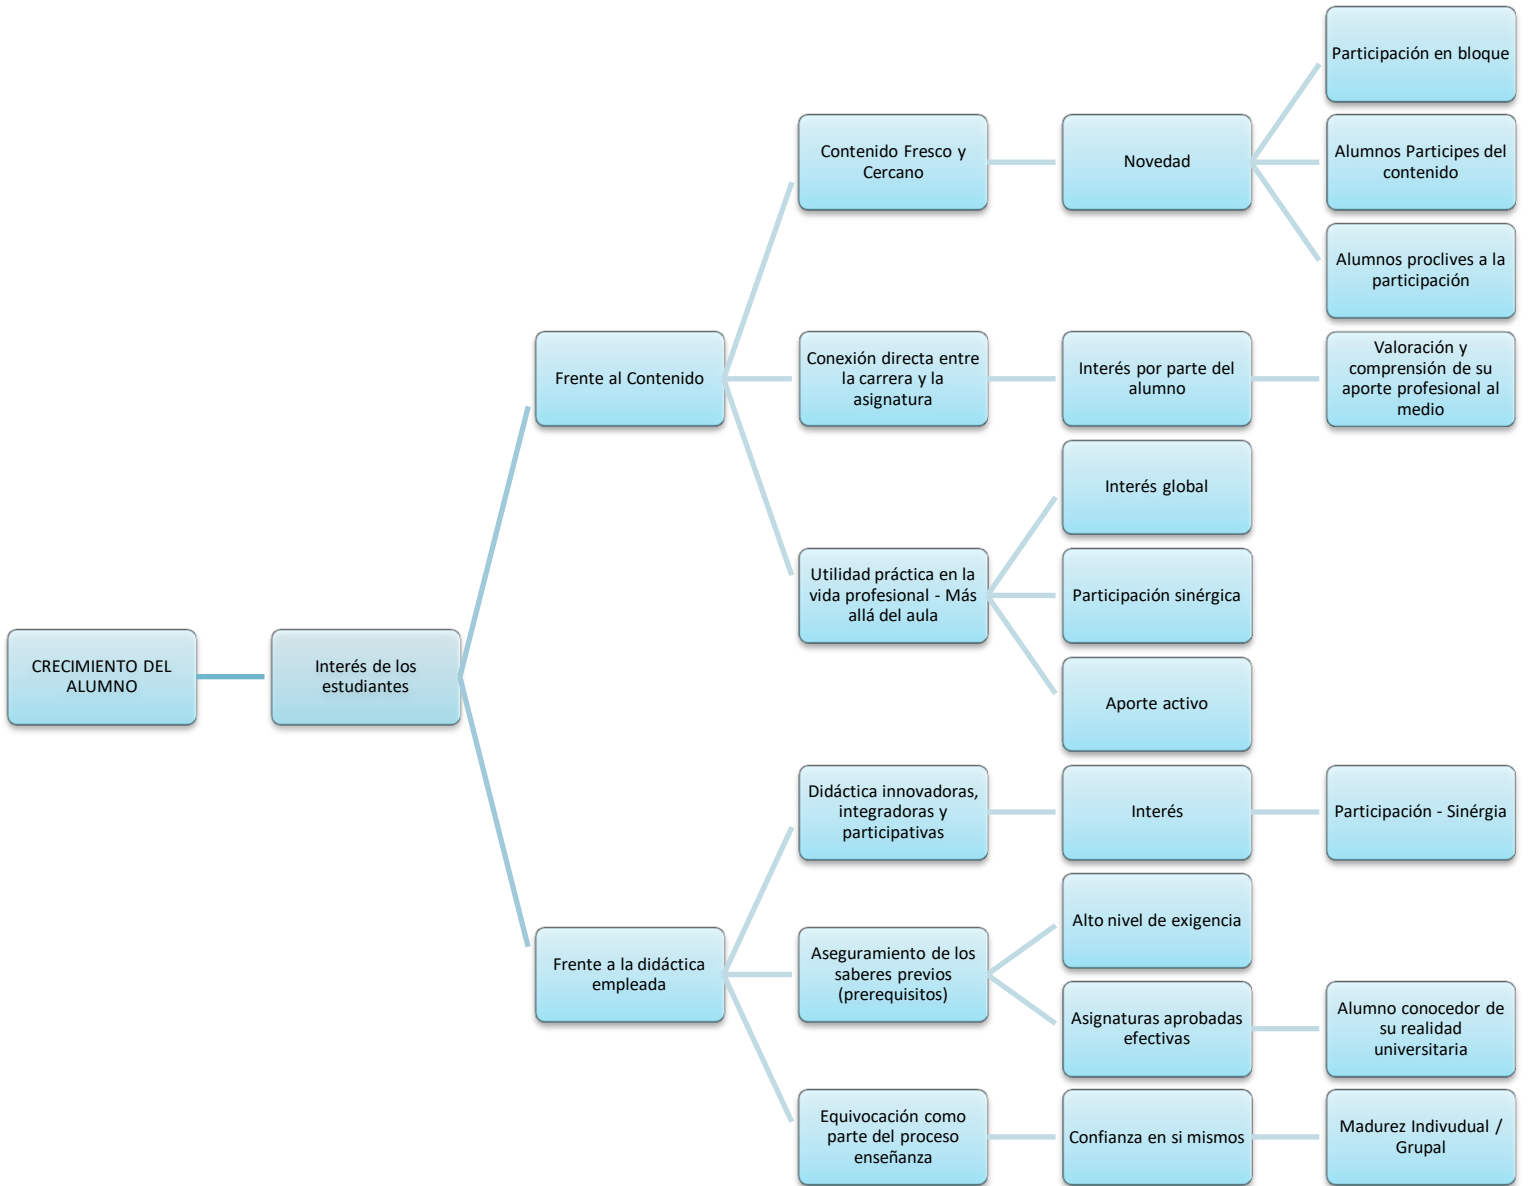 CRECIMIENTO DEL
ALUMNO
Interés de los
estudiantes
Frente al Contenido
Contenido Fresco y
Cercano
Novedad
Participación en bloque
Alumnos Participes del
contenido
Alumnos proclives a la
participación
Conexión directa entre
la carrera y la
asignatura
Interés por parte del
alumno
Valoración y
comprensión de su
aporte profesional al
medio
Utilidad práctica en la
vida profesional - Más
allá del aula
Interés global
Participación sinérgica
Aporte activo
Frente a la didáctica
empleada
Didáctica innovadoras,
integradoras y
participativas
Interés
Participación - Sinérgia
Aseguramiento de los
saberes previos
(prerequisitos)
Alto nivel de exigencia
Asignaturas aprobadas
efectivas
Alumno conocedor de
su realidad
universitaria
Equivocación como
parte del proceso
enseñanza
Confianza en si mismos
Madurez Indivudual /
Grupal